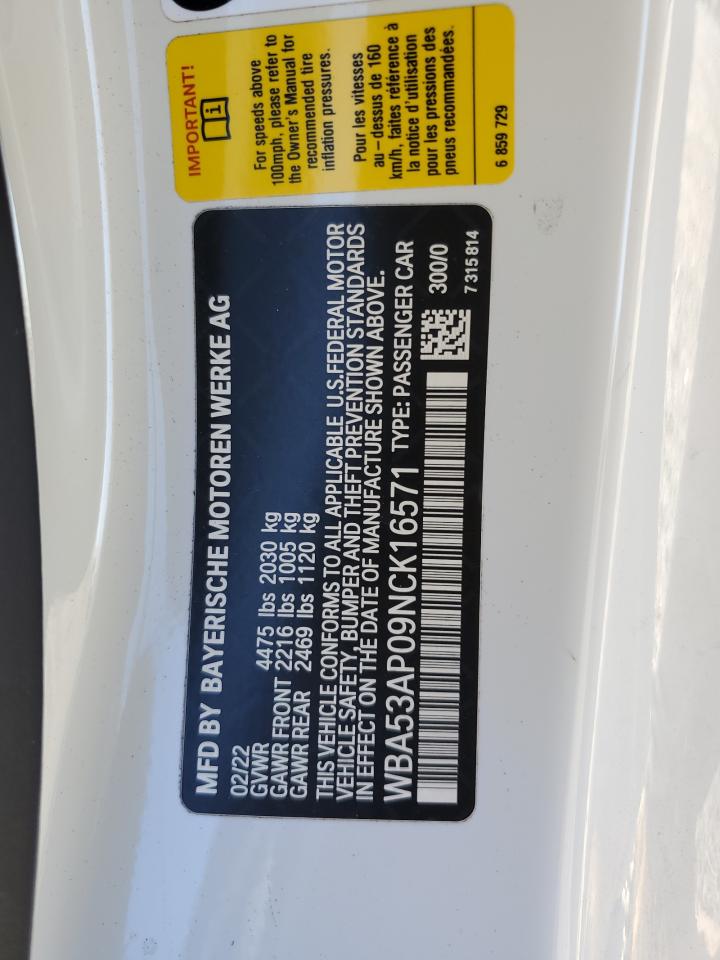 MFD BY BAYERISCHE MOTOREN WERKE AG
02/22
GVWR 4475 lbs 2030 kg
GAWR FRONT 2216 lbs 1005 kg
GAWR REAR 2469 lbs 1120 kg
THIS VEHICLE CONFORMS TO ALL APPLICABLE U.S.FEDERAL MOTOR
VEHICLE SAFETY, BUMPER AND THEFT PREVENTION STANDARDS
IN EFFECT ON THE DATE OF MANUFACTURE SHOWN ABOVE.
WBA53AP09NCK16571 TYPE: PASSENGER CAR
300/0
7 315 814
IMPORTANT!
For speeds above
100mph, please refer to
the Owner's Manual for
recommended tire
inflation pressures.
Pour les vitesses
au-dessus de 160
km/h, faites référence à
la notice d'utilisation
pour les pressions des
pneus recommandées.
6 859 729